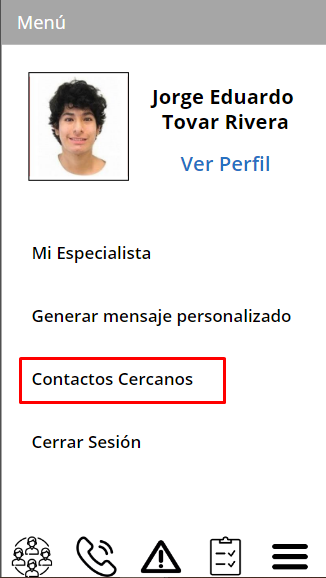 Menú
Jorge Eduardo
Tovar Rivera
Ver Perfil
Mi Especialista
Generar mensaje personalizado
Contactos Cercanos
Cerrar Sesión